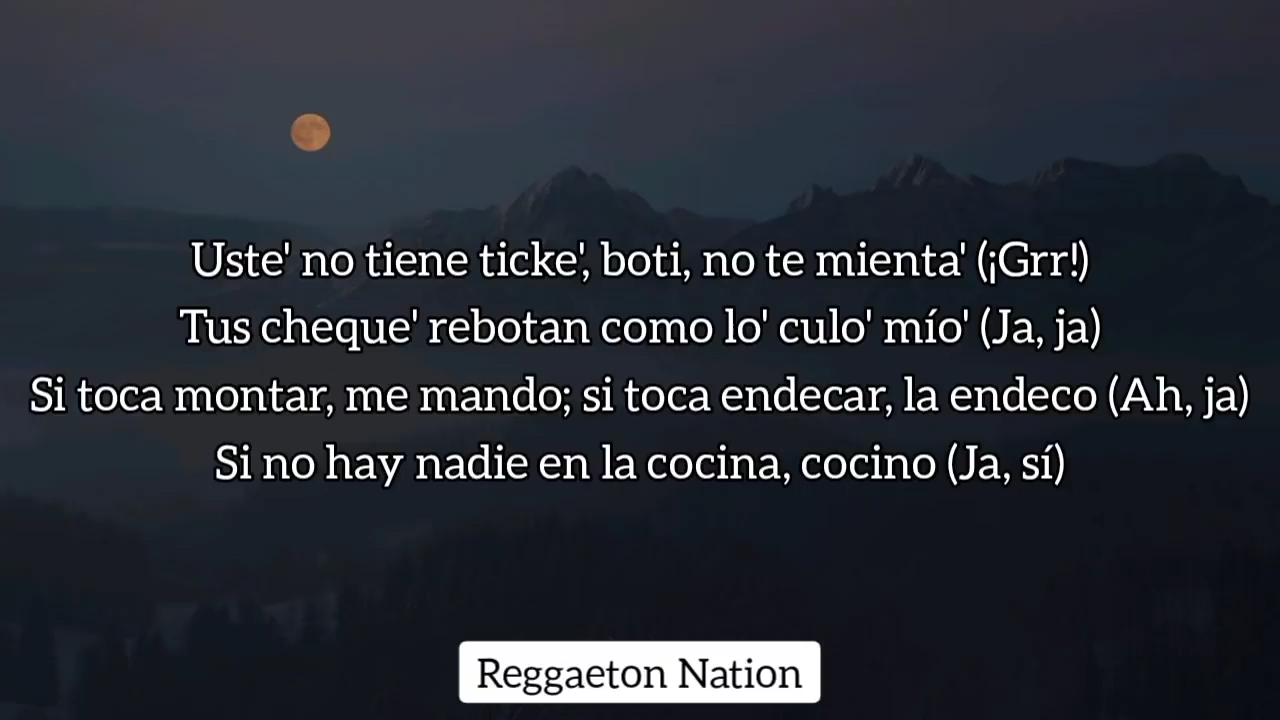 Uste' no tiene ticke', boti, no te mienta' (¡Grr!)
Tus cheque' rebotan como lo' culo' mío' (Ja, ja)
Si toca montar, me mando; si toca endecar, la endeco (Ah, ja)
Si no hay nadie en la cocina, cocino (Ja, sí)
Reggaeton Nation